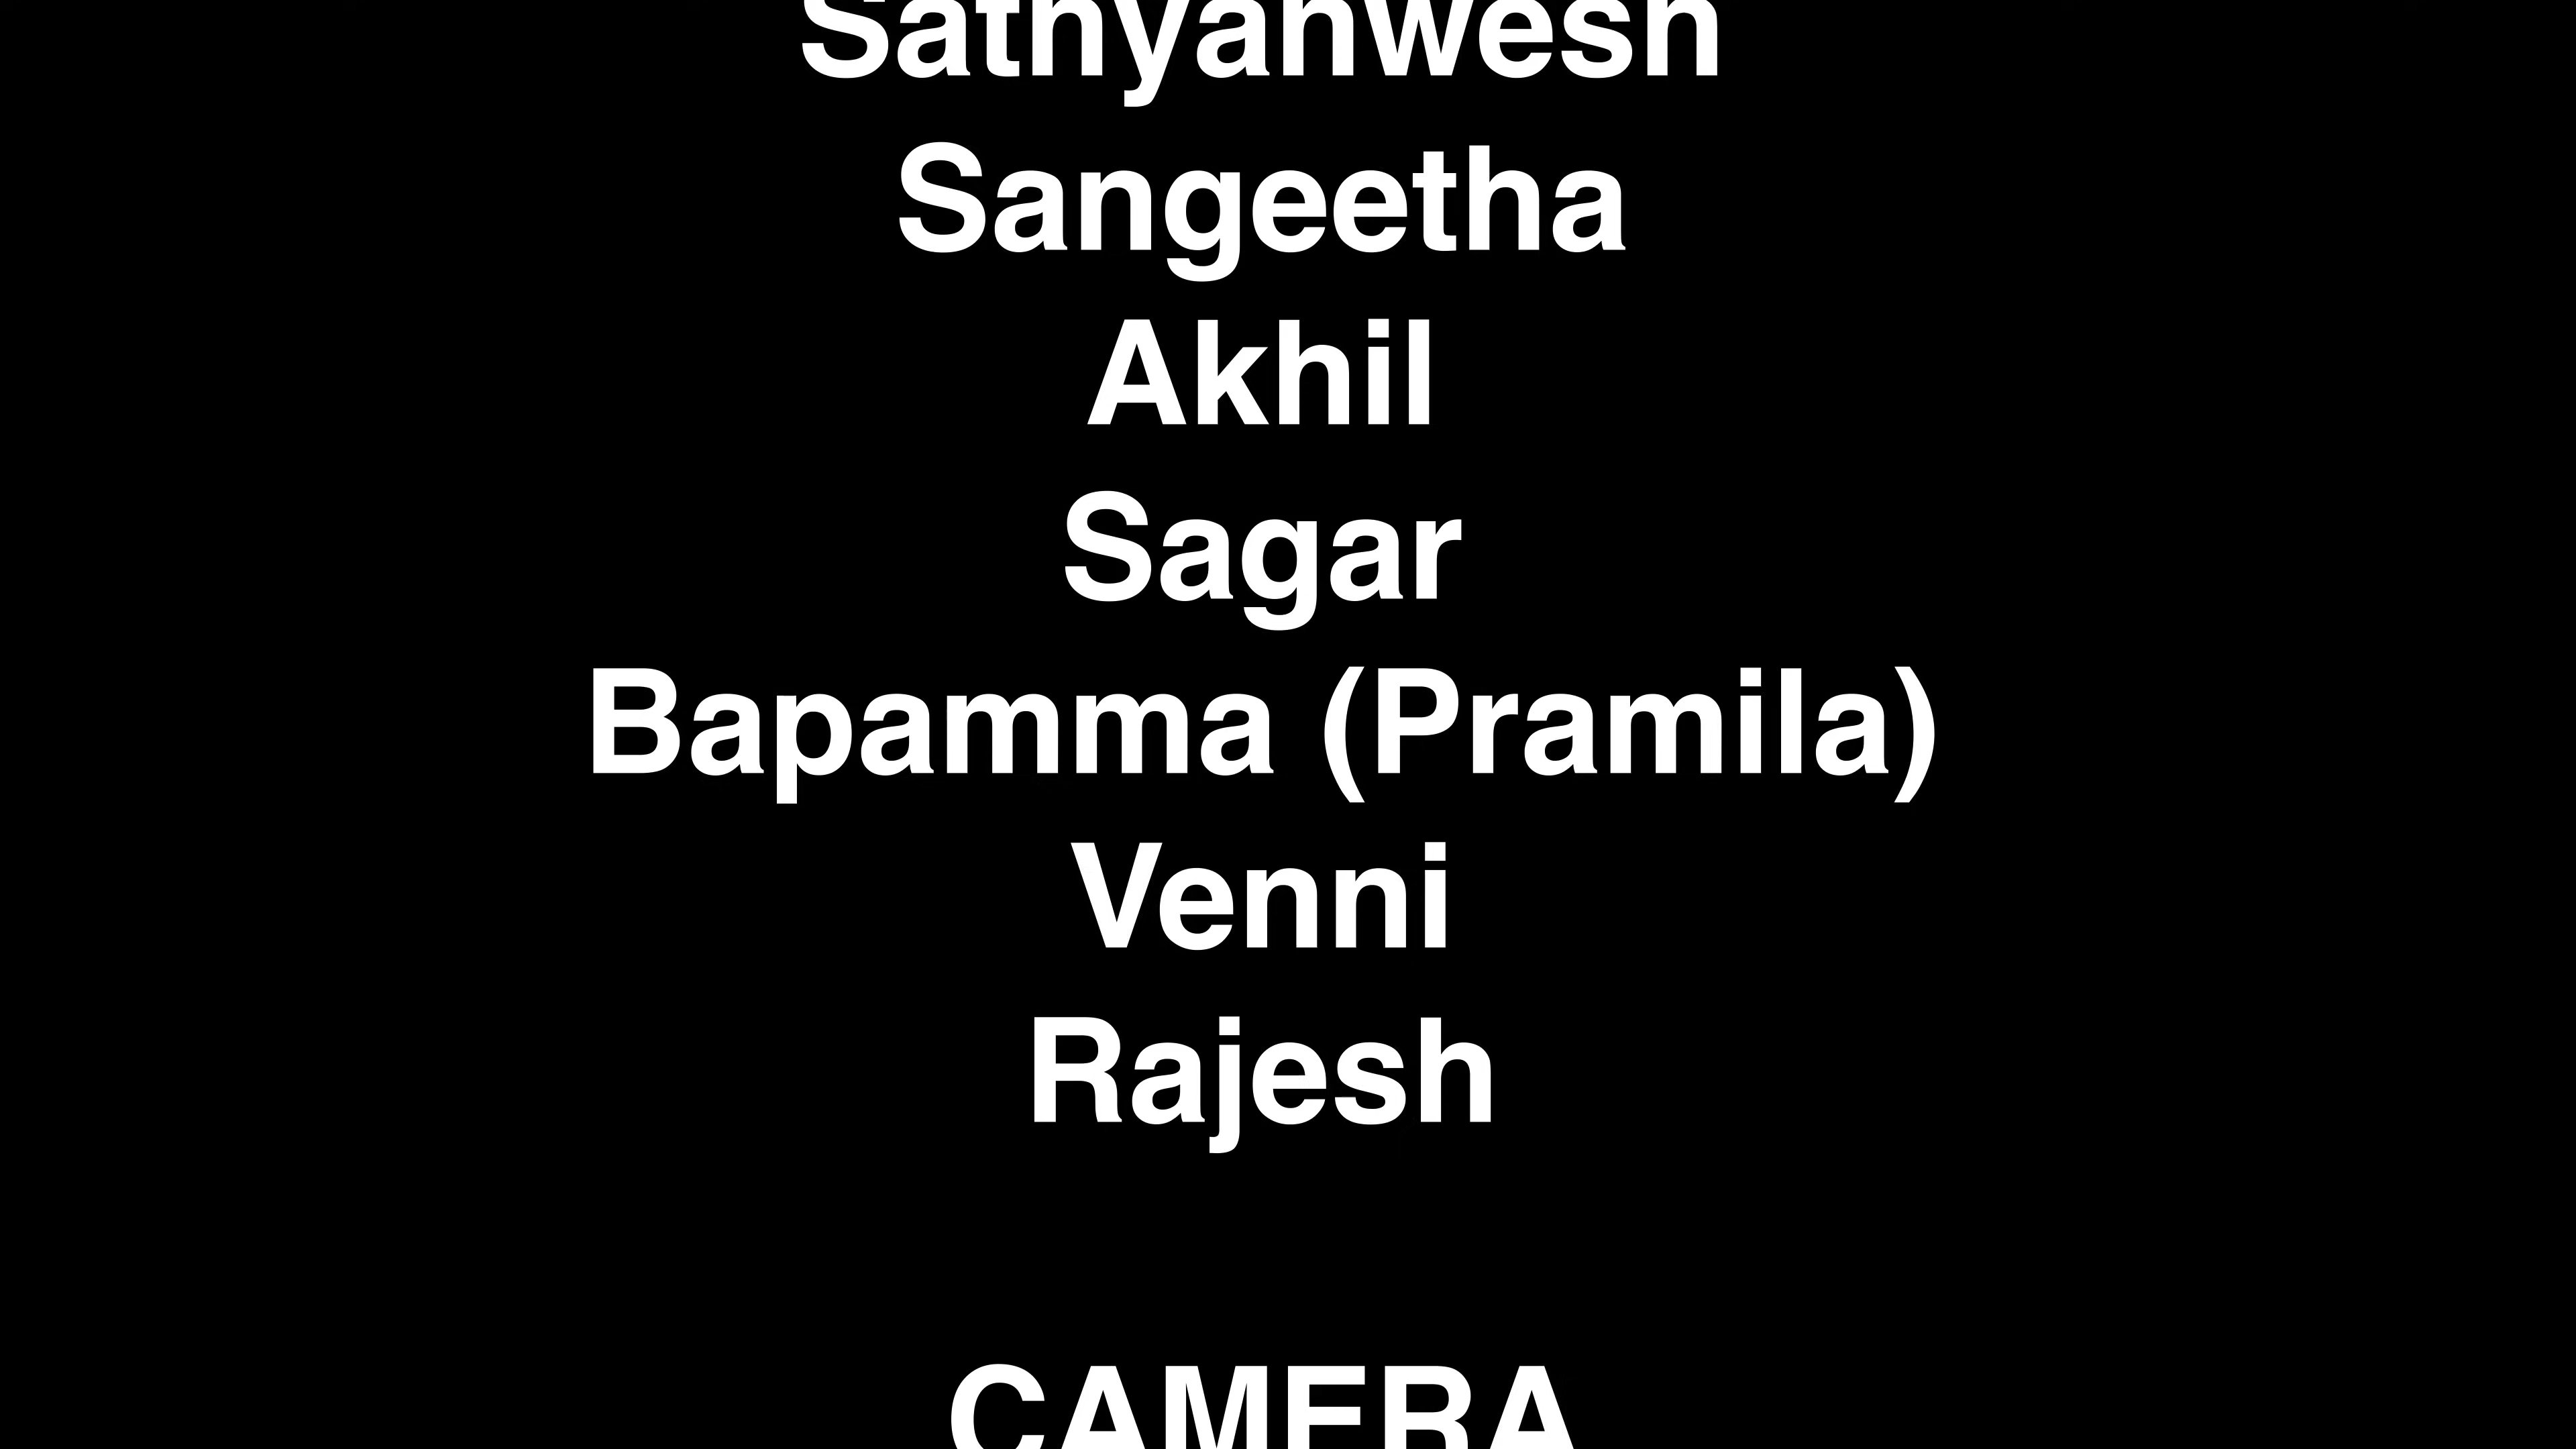 Sathyanwesh
Sangeetha
Akhil
Sagar
Bapamma (Pramila)
Venni
Rajesh
CAMERA